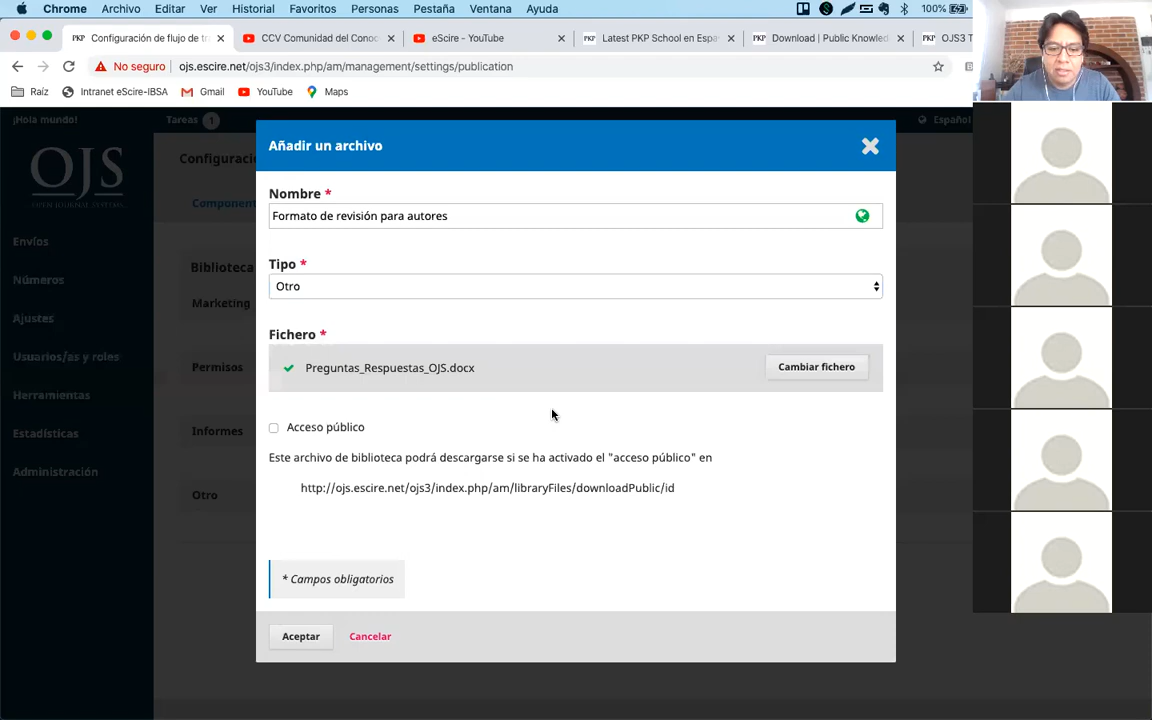 Chrome Archivo Editar Ver Historial Favoritos Personas Pestaña Ventana Ayuda 100%
PKP Configuración de flujo de tr
CCV Comunidad del Conoc
eScire - YouTube
PKP Latest PKP School en Espa
PKP Download | Public Knowled
PKP OJS3 T
No seguro ojs.escire.net/ojs3/index.php/am/management/settings/publication
Raíz Intranet eScire-IBSA Gmail YouTube Maps
¡Hola mundo! Tareas 1 Español
OJS
OPEN JOURNAL SYSTEMS
Envíos
Números
Ajustes
Usuarios/as y roles
Herramientas
Estadísticas
Administración
Configuraci
Component
Biblioteca
Marketing
Permisos
Informes
Otro
Añadir un archivo
Nombre *
Formato de revisión para autores
Tipo *
Otro
Fichero *
Preguntas_Respuestas_OJS.docx Cambiar fichero
Acceso público
Este archivo de biblioteca podrá descargarse si se ha activado el "acceso público" en
http://ojs.escire.net/ojs3/index.php/am/libraryFiles/downloadPublic/id
* Campos obligatorios
Aceptar Cancelar